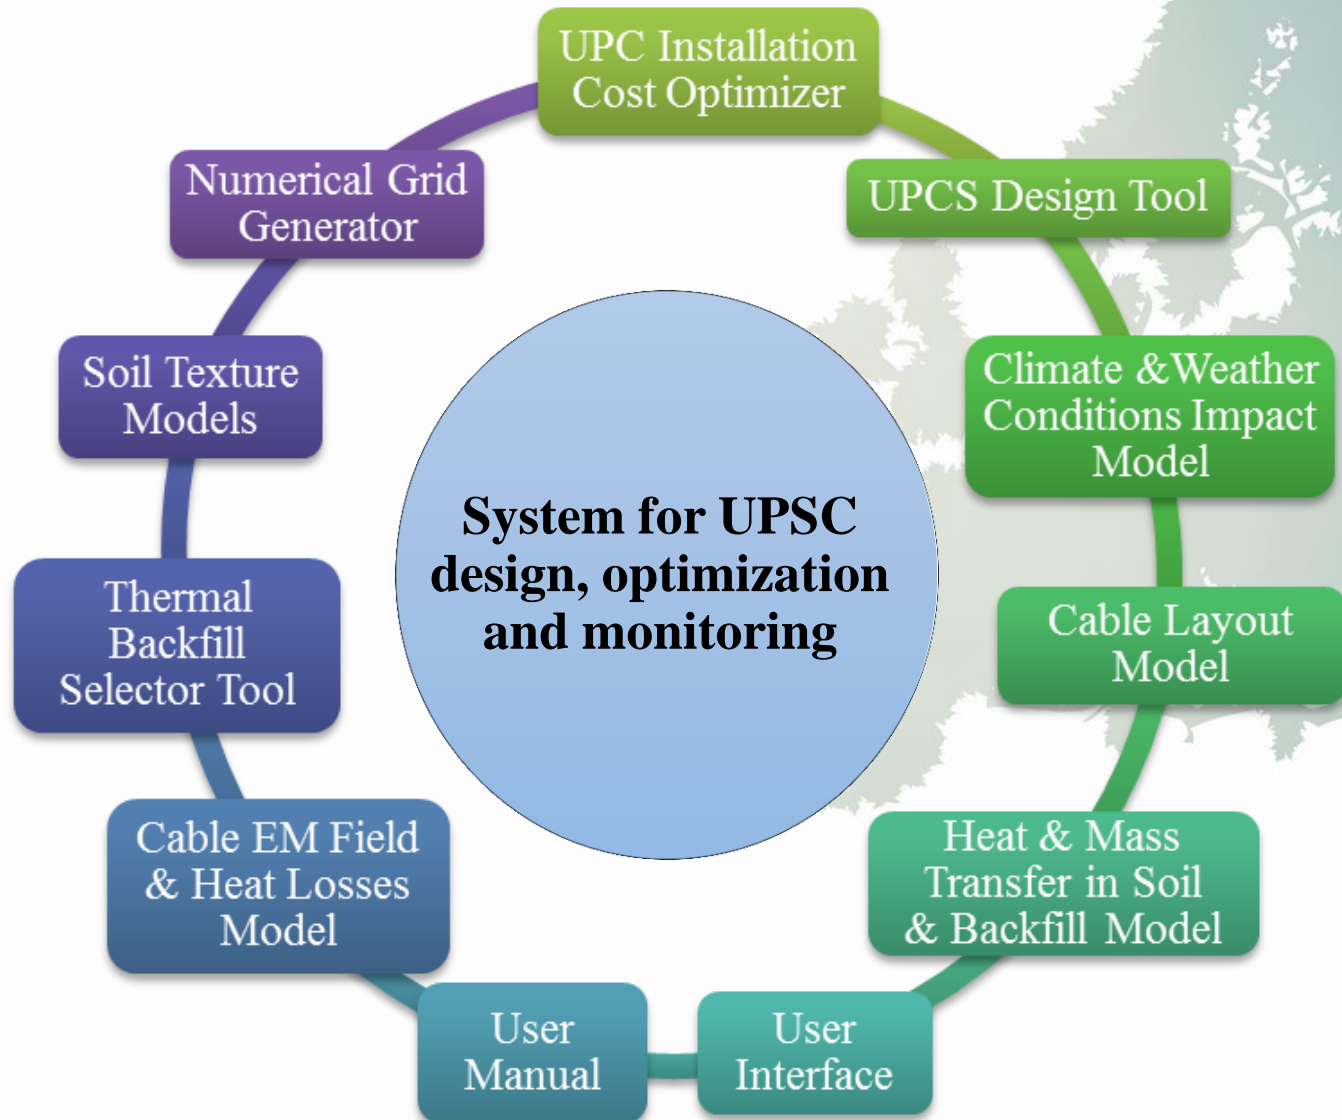 UPC Installation
Cost Optimizer
UPCS Design Tool
Climate &Weather
Conditions Impact
Model
Cable Layout
Model
Heat & Mass
Transfer in Soil
& Backfill Model
User
Interface
User
Manual
Cable EM Field
& Heat Losses
Model
Thermal
Backfill
Selector Tool
Soil Texture
Models
Numerical Grid
Generator
System for UPSC
design, optimization
and monitoring